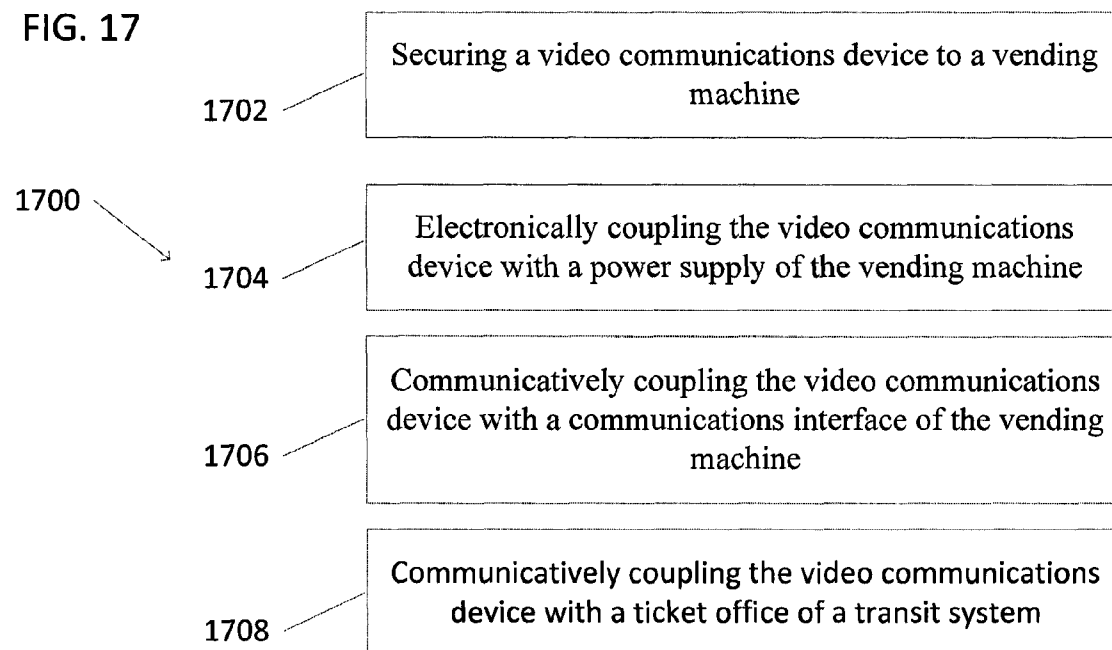 FIG. 17
Securing a video communications device to a vending
machine
1702
1700
Electronically coupling the video communications
device with a power supply of the vending machine
1704
Communicatively coupling the video communications
device with a communications interface of the vending
machine
1706
Communicatively coupling the video communications
device with a ticket office of a transit system
1708